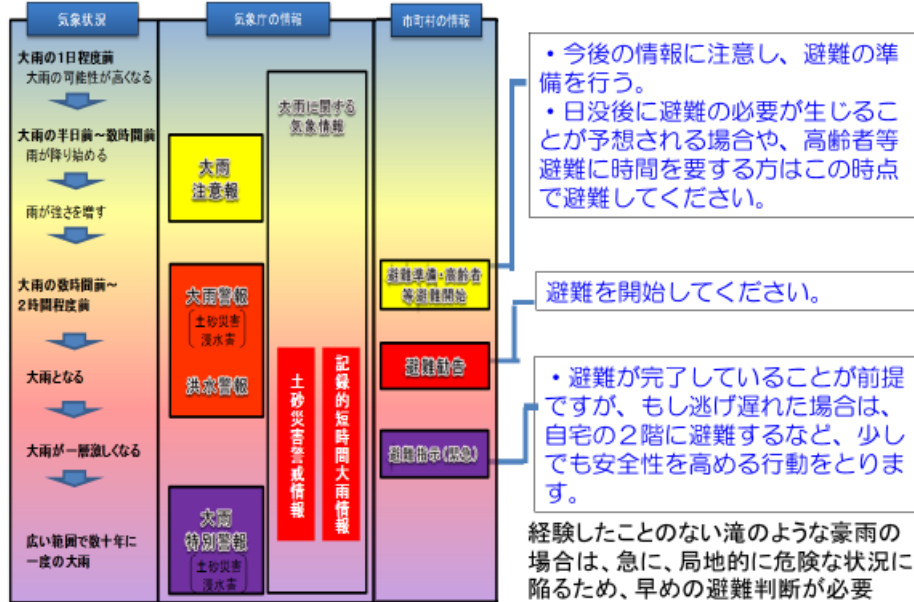 気象状況
大雨の1日程度前
大雨の可能性が高くなる
大雨の半日前～数時間前
雨が降り始める
雨が強さを増す
大雨の数時間前～
2時間程度前
大雨となる
大雨が一層激しくなる
広い範囲で数十年に
一度の大雨
気象庁の情報
大雨
注意報
大雨警報
土砂災害
浸水害
洪水警報
大雨
特別警報
土砂災害
浸水害
大雨に関する
気象情報
土砂災害警戒情報
記録的短時間大雨情報
市町村の情報
避難準備・高齢者
等避難開始
避難勧告
避難指示（緊急）
・今後の情報に注意し、避難の準
備を行う。
・日没後に避難の必要が生じるこ
とが予想される場合や、高齢者等
避難に時間を要する方はこの時点
で避難してください。
避難を開始してください。
・避難が完了していることが前提
ですが、もし逃げ遅れた場合は、
自宅の２階に避難するなど、少し
でも安全性を高める行動をとりま
す。
経験したことのない滝のような豪雨の
場合は、急に、局地的に危険な状況に
陥るため、早めの避難判断が必要